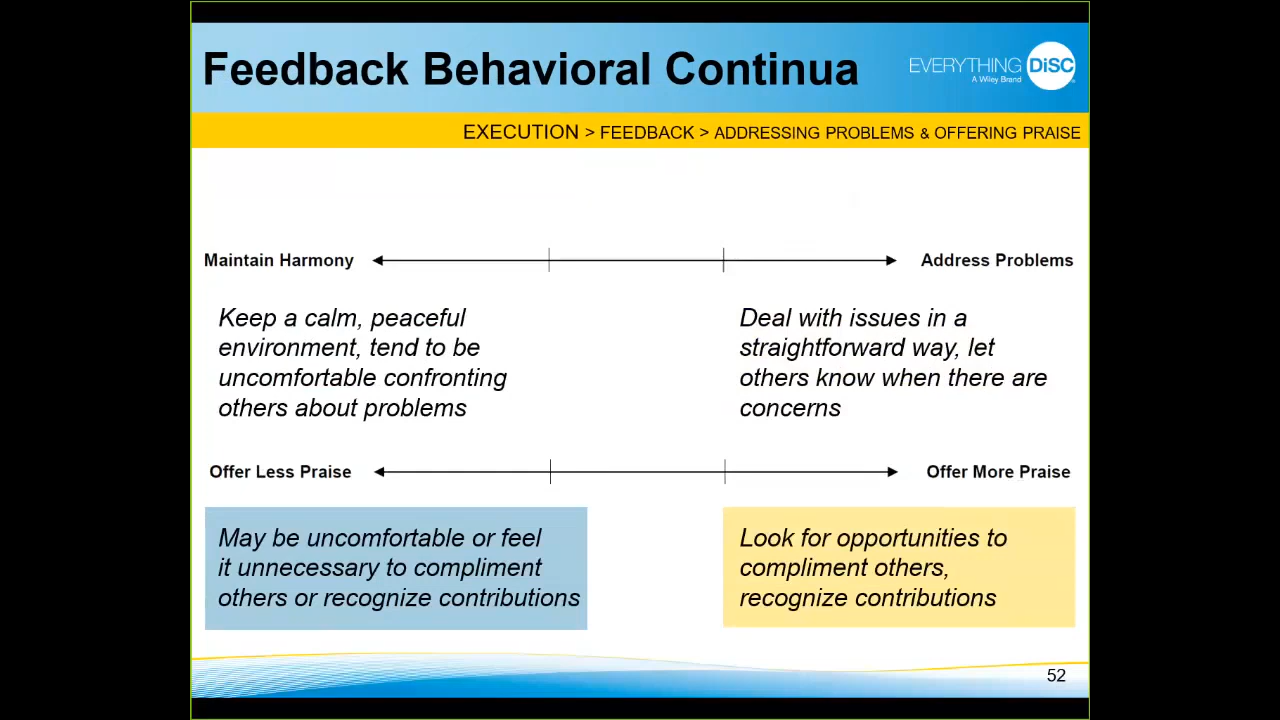 Feedback Behavioral Continua
EVERYTHING DiSC
A Wiley Brand
EXECUTION > FEEDBACK > ADDRESSING PROBLEMS & OFFERING PRAISE
Maintain Harmony
Address Problems
Keep a calm, peaceful
environment, tend to be
uncomfortable confronting
others about problems
Deal with issues in a
straightforward way, let
others know when there are
concerns
Offer Less Praise
Offer More Praise
May be uncomfortable or feel
it unnecessary to compliment
others or recognize contributions
Look for opportunities to
compliment others,
recognize contributions
52